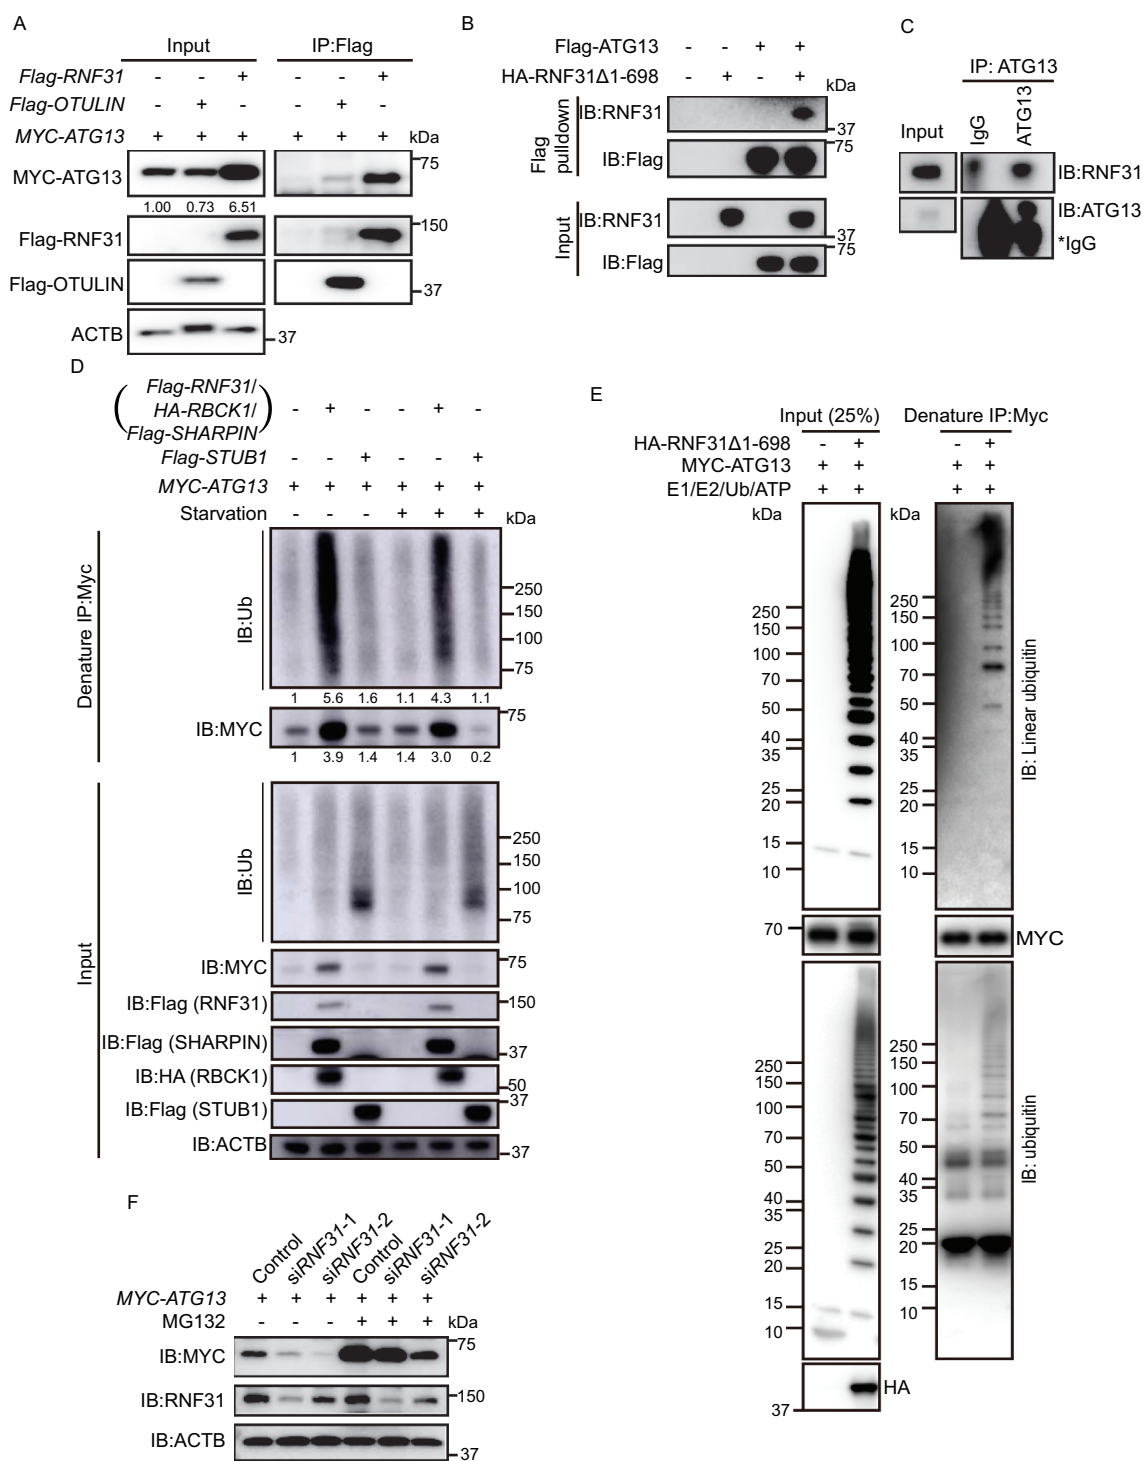 A
Input IP:Flag
Flag-RNF31 - - + - - +
Flag-OTULIN - + - - + -
MYC-ATG13 + + + + + + kDa
MYC-ATG13 75
1.00 0.73 6.51
Flag-RNF31 150
Flag-OTULIN 37
ACTB 37
B
Flag-ATG13 - - + +
HA-RNF31Δ1-698 - + - +
kDa
Flag pulldown
IB:RNF31 37
IB:Flag 75
Input
IB:RNF31 37
IB:Flag 75
C
IP: ATG13
Input IgG ATG13
IB:RNF31
IB:ATG13
*IgG
D
(Flag-RNF31/
HA-RBCK1/
Flag-SHARPIN) - + - - + -
Flag-STUB1 - - + - - +
MYC-ATG13 + + + + + +
Starvation - - - + + + kDa
Denature IP:Myc
IB:Ub
250
150
100
75
1 5.6 1.6 1.1 4.3 1.1
IB:MYC 75
1 3.9 1.4 1.4 3.0 0.2
Input
IB:Ub
250
150
100
75
IB:MYC 75
IB:Flag (RNF31) 150
IB:Flag (SHARPIN) 37
IB:HA (RBCK1) 50
IB:Flag (STUB1) 37
IB:ACTB 37
E
Input (25%) Denature IP:Myc
HA-RNF31Δ1-698 - + - +
MYC-ATG13 + + + +
E1/E2/Ub/ATP + + + +
kDa kDa
250 250
150 150
100 100
70 70
50 50
40 40
35 35
25 25
20 20
15 15
10 10
IB: Linear ubiquitin
70 MYC
250 250
150 150
100 100
70 70
50 50
40 40
35 35
25 25
20 20
15 15
10 10
IB: ubiquitin
HA
37
F
Control siRNF31-1 siRNF31-2 Control siRNF31-1 siRNF31-2
MYC-ATG13 + + + + + +
MG132 - - - + + + kDa
IB:MYC 75
IB:RNF31 150
IB:ACTB 37